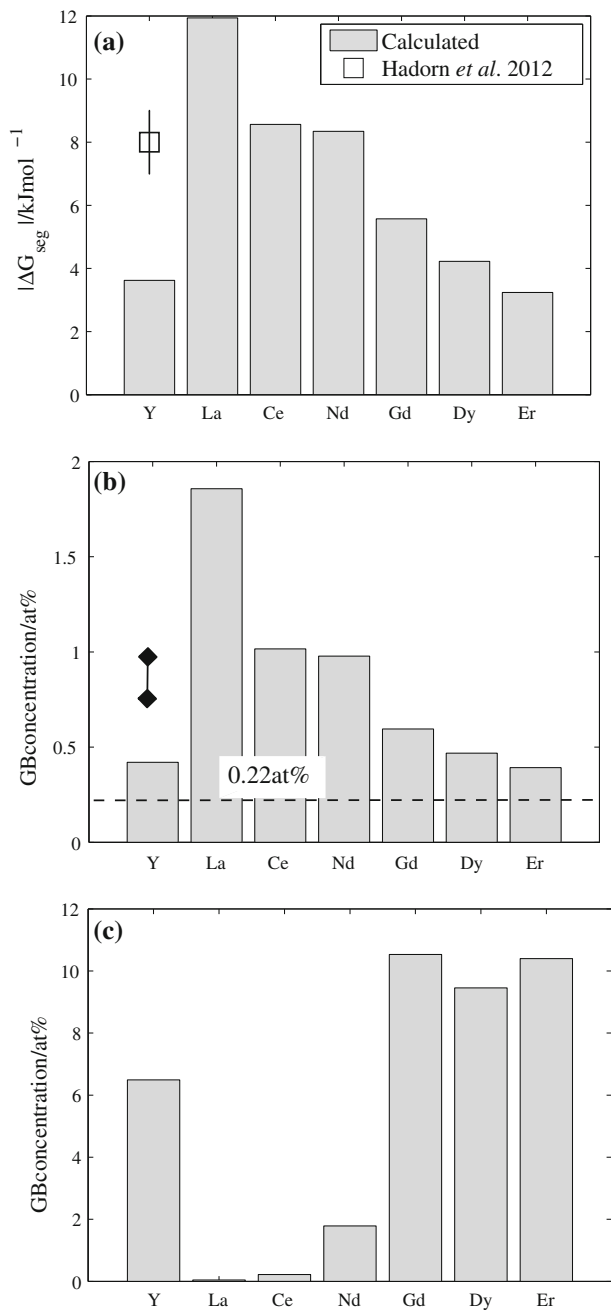 (a)
Calculated
Hadorn et al. 2012
|ΔG seg |/kJmol −1
12
10
8
6
4
2
0
Y La Ce Nd Gd Dy Er
(b)
GBconcentration/at%
2
1.5
1
0.5
0
0.22at%
Y La Ce Nd Gd Dy Er
(c)
GBconcentration/at%
12
10
8
6
4
2
0
Y La Ce Nd Gd Dy Er